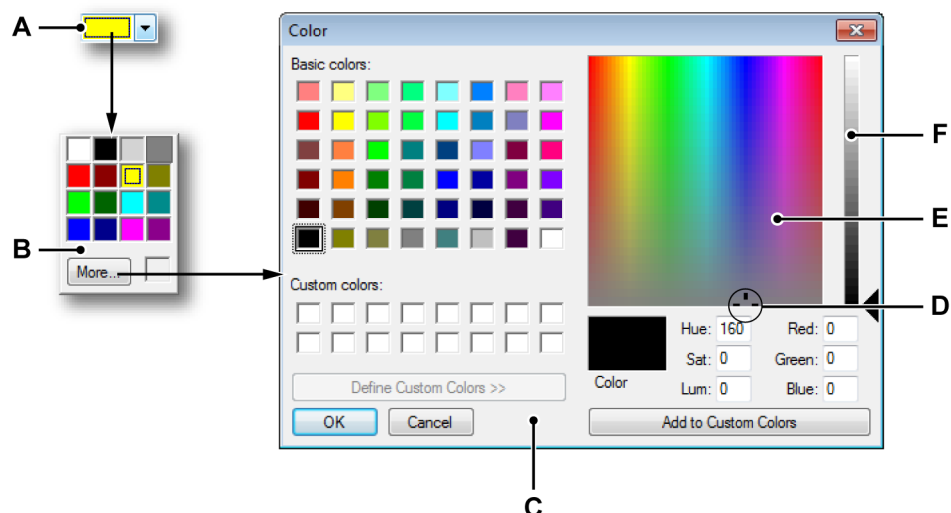 A
Color
Basic colors:
F
B
E
More...
Custom colors:
D
Hue: 160 Red: 0
Sat: 0 Green: 0
Color
Lum: 0 Blue: 0
Define Custom Colors >>
OK Cancel Add to Custom Colors
C